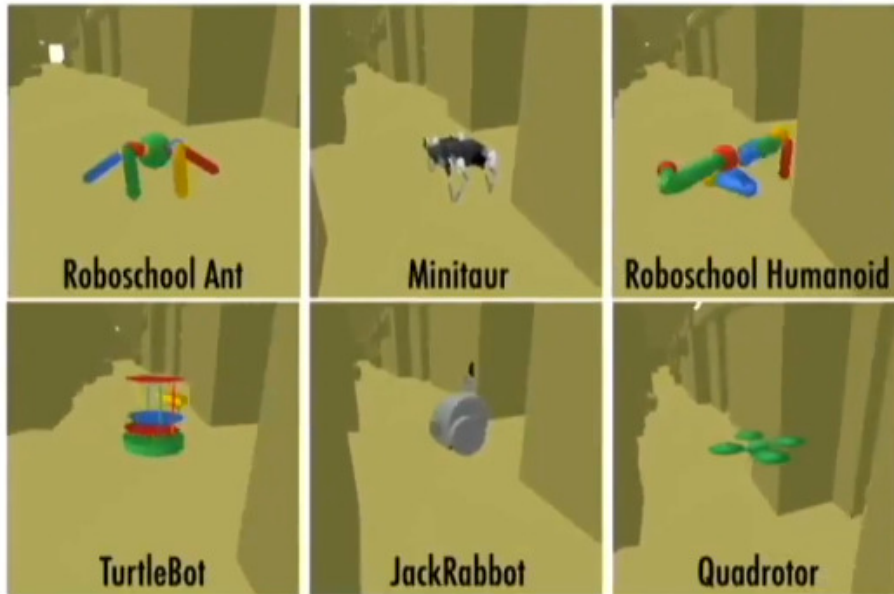 Roboschool Ant
Minitaur
Roboschool Humanoid
TurtleBot
JackRabbot
Quadrotor